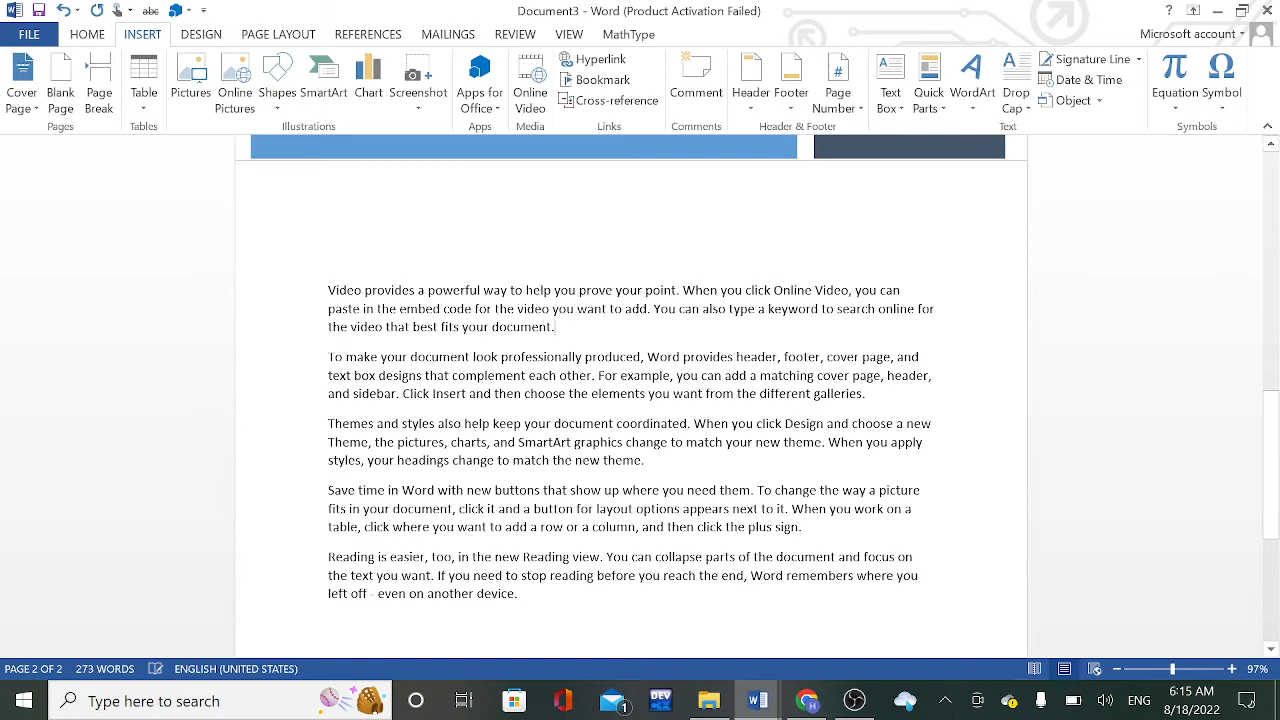 Document3 - Word (Product Activation Failed)
abc
?
FILE HOME INSERT DESIGN PAGE LAYOUT REFERENCES MAILINGS REVIEW VIEW MathType Microsoft account
Cover Page
Blank Page
Page Break
Table
Pictures
Online Pictures
Shapes
SmartArt
Chart
Screenshot
Apps for Office
Online Video
Hyperlink
Bookmark
Cross-reference
Comment
Header
Footer
Page Number
Text Box
Quick Parts
WordArt
Drop Cap
Signature Line
Date & Time
Object
π Equation
Ω Symbol
Pages Tables Illustrations Apps Media Links Comments Header & Footer Text Symbols
Video provides a powerful way to help you prove your point. When you click Online Video, you can
paste in the embed code for the video you want to add. You can also type a keyword to search online for
the video that best fits your document.
To make your document look professionally produced, Word provides header, footer, cover page, and
text box designs that complement each other. For example, you can add a matching cover page, header,
and sidebar. Click Insert and then choose the elements you want from the different galleries.
Themes and styles also help keep your document coordinated. When you click Design and choose a new
Theme, the pictures, charts, and SmartArt graphics change to match your new theme. When you apply
styles, your headings change to match the new theme.
Save time in Word with new buttons that show up where you need them. To change the way a picture
fits in your document, click it and a button for layout options appears next to it. When you work on a
table, click where you want to add a row or a column, and then click the plus sign.
Reading is easier, too, in the new Reading view. You can collapse parts of the document and focus on
the text you want. If you need to stop reading before you reach the end, Word remembers where you
left off - even on another device.
PAGE 2 OF 2 273 WORDS ENGLISH (UNITED STATES) 97%
Type here to search
1
DEV
ENG
6:15 AM
8/18/2022